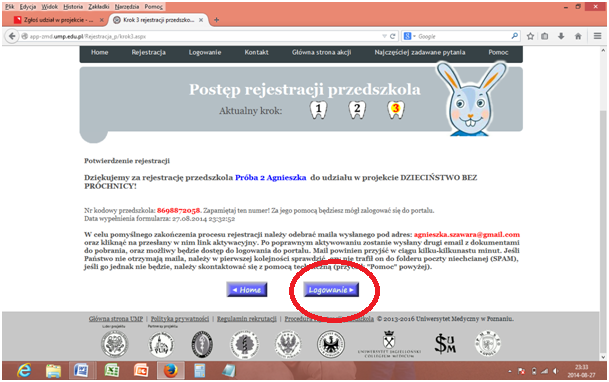 Plik Edycja Widok Historia Zakładki Narzędzia Pomoc
Zgłoś udział w projekcie - ...
Krok 3 rejestracji przedszko...
app-zmd.ump.edu.pl/Rejestracja_p/krok3.aspx
Google
Home Rejestracja Logowanie Kontakt Główna strona akcji Najczęściej zadawane pytania Pomoc
Postęp rejestracji przedszkola
Aktualny krok: 1 2 3
Potwierdzenie rejestracji
Dziękujemy za rejestrację przedszkola Próba 2 Agnieszka do udziału w projekcie DZIECIŃSTWO BEZ
PRÓCHNICY!
Nr kodowy przedszkola: 8698872058. Zapamiętaj ten numer! Za jego pomocą będziesz mógł zalogować się do portalu.
Data wypełnienia formularza: 27.08.2014 23:32:52
W celu pomyślnego zakończenia procesu rejestracji należy odebrać maila wysłanego pod adres: agnieszka.szawara@gmail.com
oraz kliknąć na przesłany w nim link aktywacyjny. Po poprawnym aktywowaniu zostanie wysłany drugi email z dokumentami
do pobrania, oraz możliwy będzie dostęp do logowania do portalu. Mail powinien przyjść w ciągu kilku-kilkunastu minut. Jeśli
Państwo nie otrzymają maila, należy w pierwszej kolejności sprawdzić, czy nie trafił on do folderu poczty niechcianej (SPAM),
jeśli go jednak nie będzie, należy skontaktować się z pomocą techniczną (przycisk "Pomoc" powyżej).
◄ Home Logowanie ►
Główna strona UMP | Polityka prywatności | Regulamin rekrutacji | © 2013-2016 Uniwersytet Medyczny w Poznaniu.
UNIWERSYTET JAGIELLOŃSKI
COLLEGIUM MEDICUM
SUM
23:33
2014-08-27